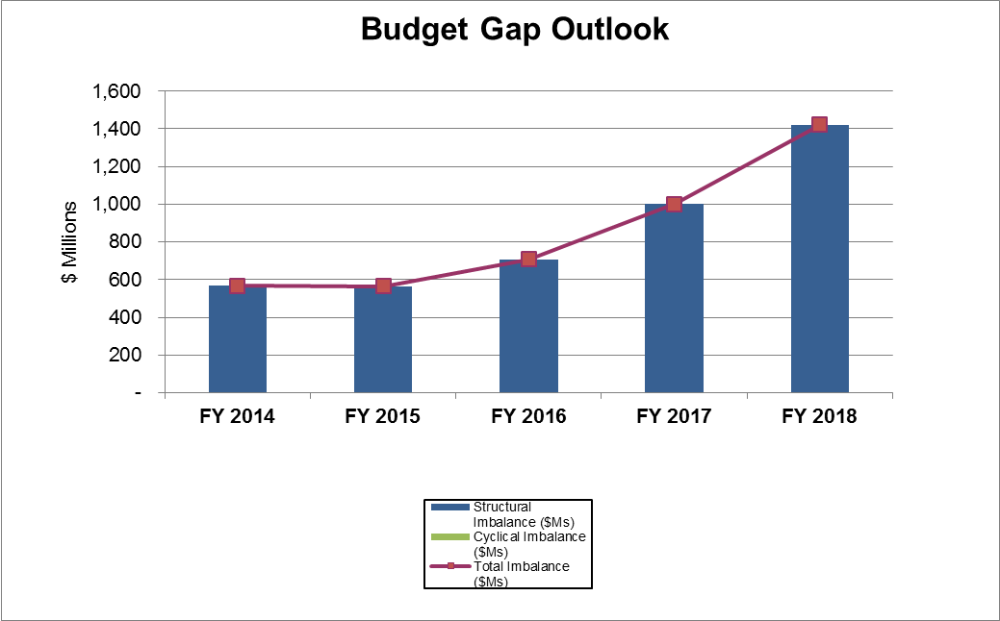 Budget Gap Outlook
1,600
1,400
1,200
1,000
800
600
400
200
-
$ Millions
FY 2014 FY 2015 FY 2016 FY 2017 FY 2018
Structural
Imbalance ($Ms)
Cyclical Imbalance
($Ms)
Total Imbalance
($Ms)